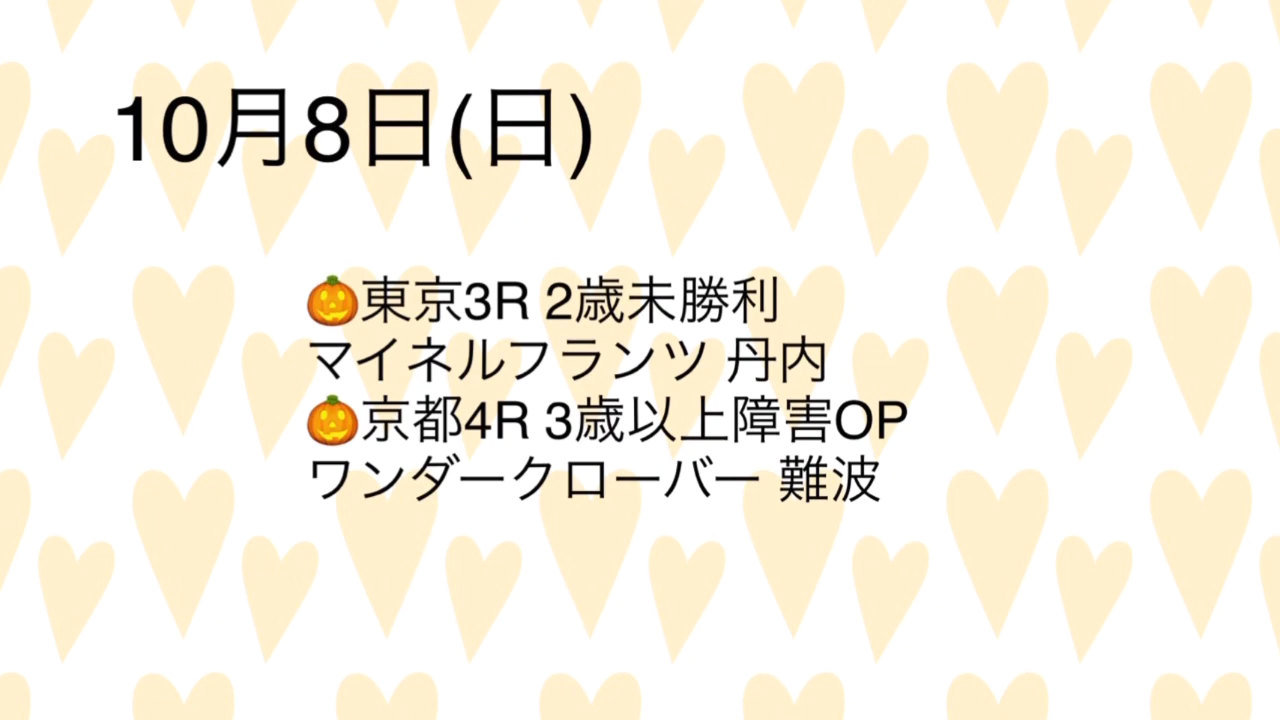 10月8日(日)
🎃東京3R 2歳未勝利
マイネルフランツ 丹内
🎃京都4R 3歳以上障害OP
ワンダークローバー 難波